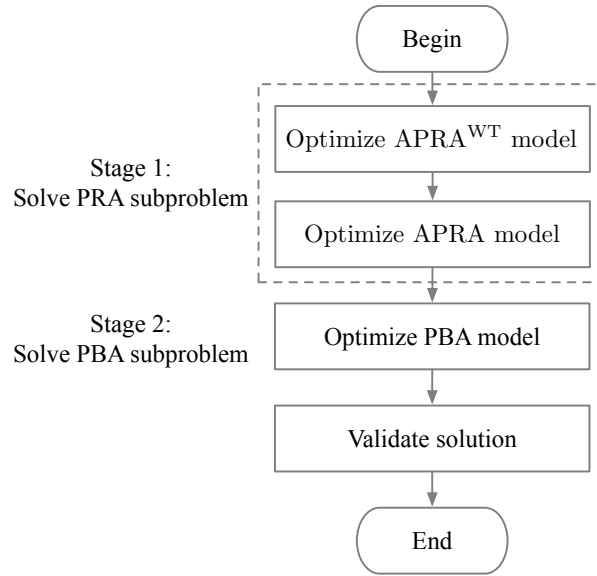 Begin
Optimize APRA^WT model
Stage 1:
Solve PRA subproblem
Optimize APRA model
Stage 2:
Solve PBA subproblem
Optimize PBA model
Validate solution
End